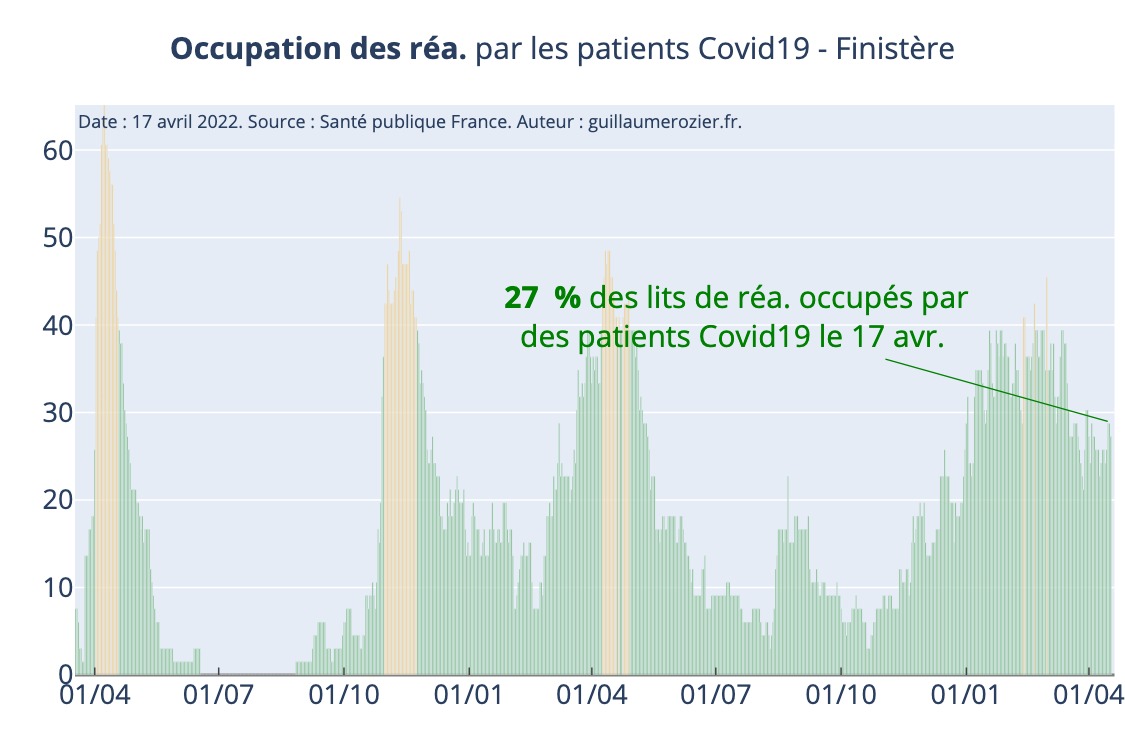 Occupation des réa. par les patients Covid19 - Finistère
Date : 17 avril 2022. Source : Santé publique France. Auteur : guillaumerozier.fr.
60
50
27 % des lits de réa. occupés par
des patients Covid19 le 17 avr.
40
30
20
10
0
01/04 01/07 01/10 01/01 01/04 01/07 01/10 01/01 01/04